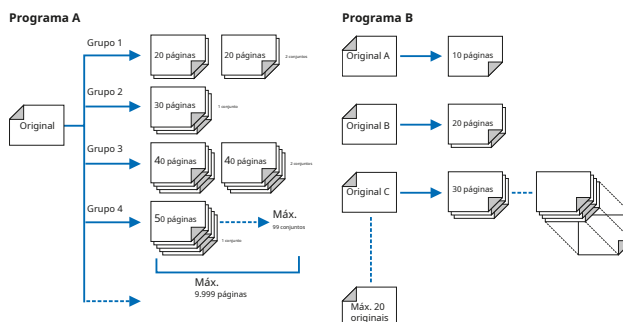 Programa A
Grupo 1
20 páginas
20 páginas
2 conjuntos
Grupo 2
30 páginas
1 conjunto
Original
Grupo 3
40 páginas
40 páginas
2 conjuntos
Grupo 4
50 páginas
1 conjunto
Máx.
99 conjuntos
Máx.
9.999 páginas
Programa B
Original A
10 páginas
Original B
20 páginas
Original C
30 páginas
Máx. 20
originais